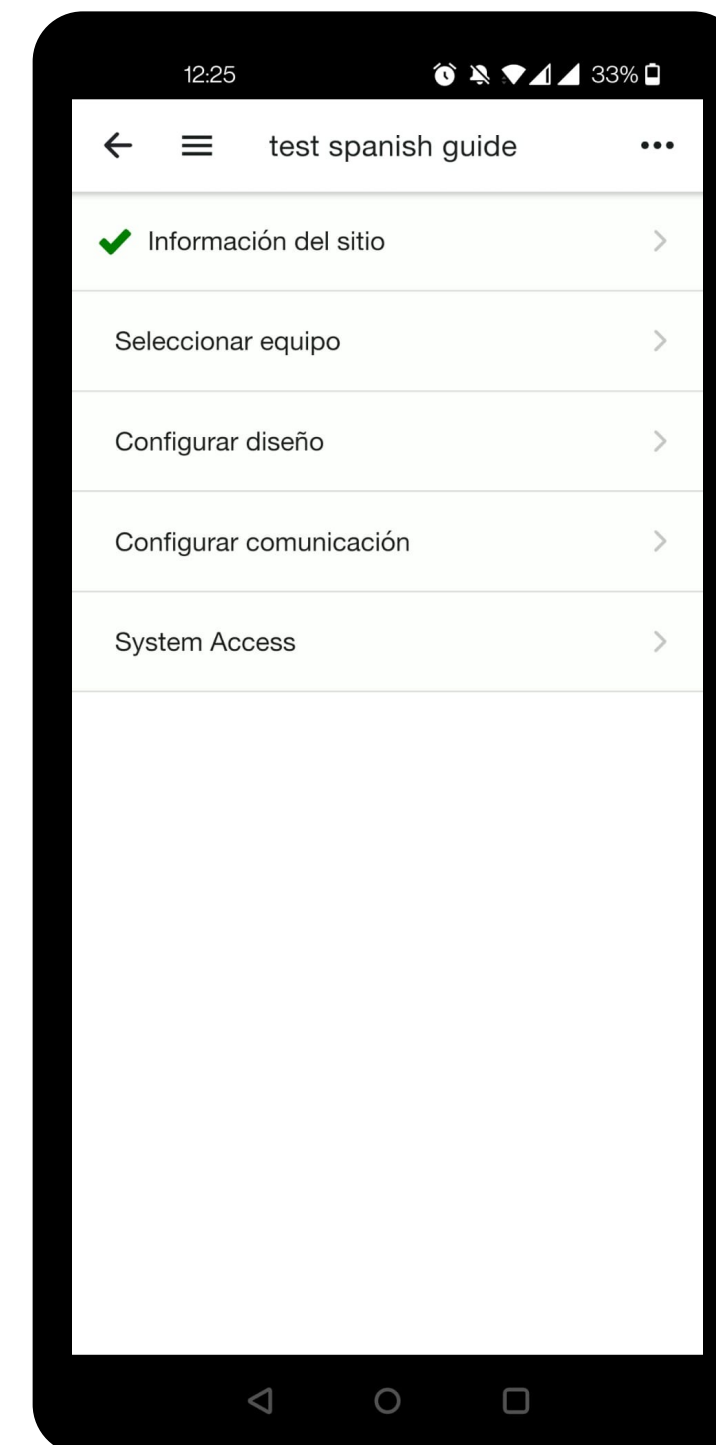 12:25 33%
test spanish guide
Información del sitio
Seleccionar equipo
Configurar diseño
Configurar comunicación
System Access